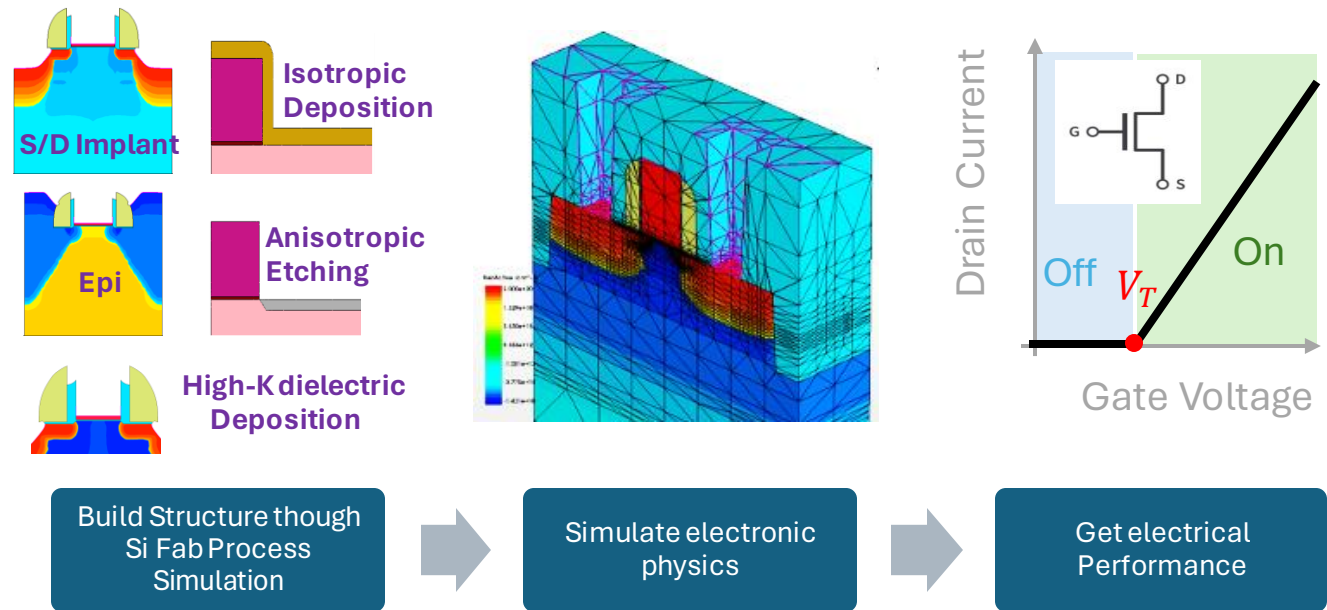 S/D Implant
Isotropic
Deposition
Epi
Anisotropic
Etching
High-K dielectric
Deposition
Drain Current
D
G
S
Off
V_T
On
Gate Voltage
Build Structure though
Si Fab Process
Simulation
Simulate electronic
physics
Get electrical
Performance